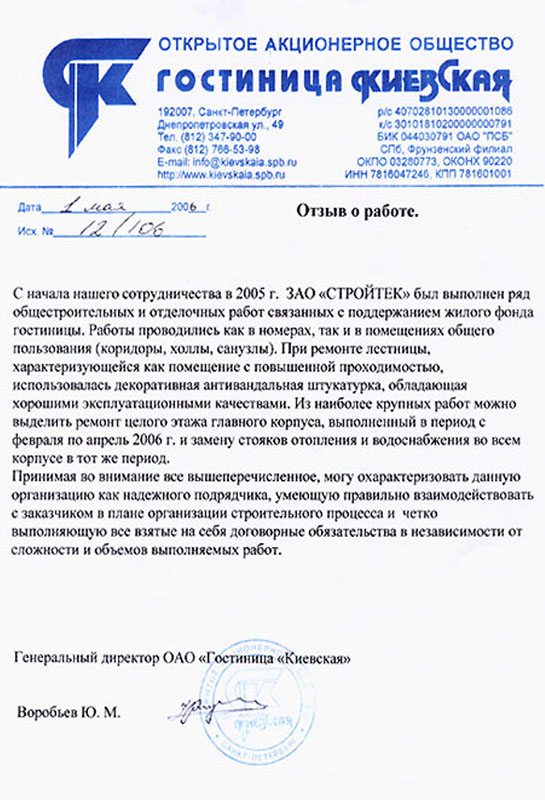 ОТКРЫТОЕ АКЦИОНЕРНОЕ ОБЩЕСТВО
ГОСТИНИЦА КИЕВСКАЯ
192007, Санкт-Петербург
Днепропетровская ул., 49
Тел. (812) 347-90-00
Факс (812) 766-53-98
E-mail: info@kievskaia.spb.ru
http://www.kievskaia.spb.ru
р/с 40702810130000001086
к/с 30101810200000000791
БИК 044030791 ОАО "ПСБ"
СПб, Фрунзенский филиал
ОКПО 03280773, ОКОНХ 90220
ИНН 7816047246, КПП 781601001
Дата 1 мая 2006 г.
Исх. № 12/106
Отзыв о работе.
С начала нашего сотрудничества в 2005 г. ЗАО «СТРОЙТЕК» был выполнен ряд
общестроительных и отделочных работ связанных с поддержанием жилого фонда
гостиницы. Работы проводились как в номерах, так и в помещениях общего
пользования (коридоры, холлы, санузлы). При ремонте лестницы,
характеризующейся как помещение с повышенной проходимостью,
использовалась декоративная антивандальная штукатурка, обладающая
хорошими эксплуатационными качествами. Из наиболее крупных работ можно
выделить ремонт целого этажа главного корпуса, выполненный в период с
февраля по апрель 2006 г. и замену стояков отопления и водоснабжения во всем
корпусе в тот же период.
Принимая во внимание все вышеперечисленное, могу охарактеризовать данную
организацию как надежного подрядчика, умеющую правильно взаимодействовать
с заказчиком в плане организации строительного процесса и четко
выполняющую все взятые на себя договорные обязательства в независимости от
сложности и объемов выполняемых работ.
Генеральный директор ОАО «Гостиница «Киевская»
Воробьев Ю. М.
КИЕВСКАЯ
САНКТ-ПЕТЕРБУРГ